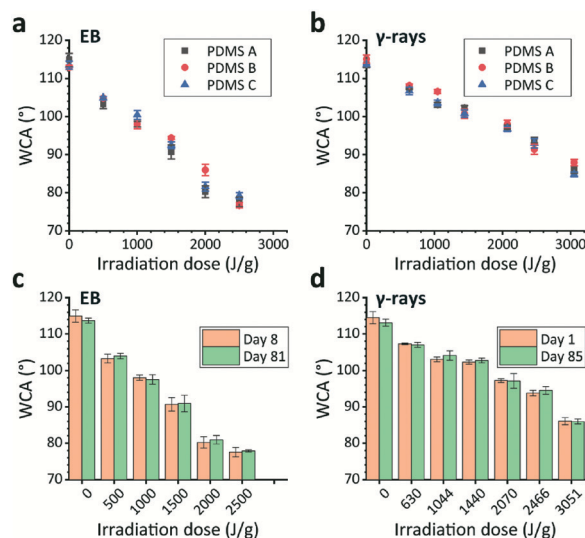 a EB
PDMS A
PDMS B
PDMS C
WCA (°)
120
110
100
90
80
70
0 1000 2000 3000
Irradiation dose (J/g)
b γ-rays
PDMS A
PDMS B
PDMS C
WCA (°)
120
110
100
90
80
70
0 1000 2000 3000
Irradiation dose (J/g)
c EB
Day 8
Day 81
WCA (°)
120
110
100
90
80
70
0 500 1000 1500 2000 2500
Irradiation dose (J/g)
d γ-rays
Day 1
Day 85
WCA (°)
120
110
100
90
80
70
0 630 1044 1440 2070 2466 3051
Irradiation dose (J/g)